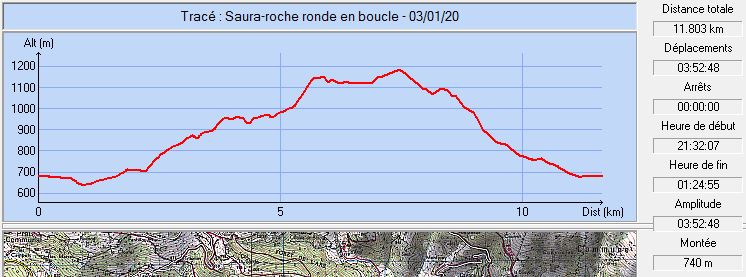 Tracé : Saura-roche ronde en boucle - 03/01/20
Alt (m)
1200
1100
1000
900
800
700
600
0
5
10
Dist (km)
Distance totale
11.803 km
Déplacements
03:52:48
Arrêts
00:00:00
Heure de début
21:32:07
Heure de fin
01:24:55
Amplitude
03:52:48
Montée
740 m